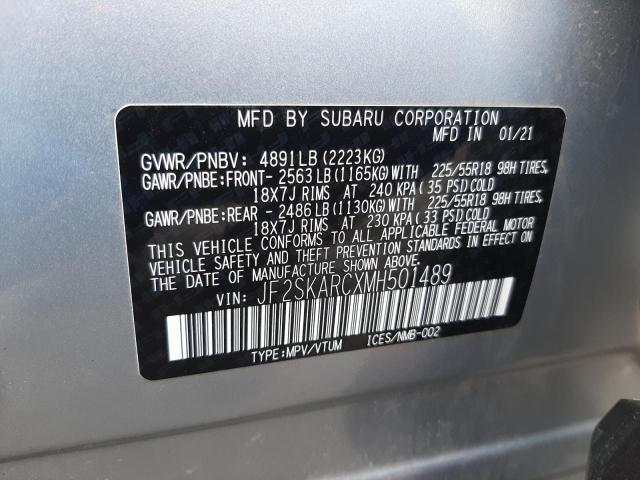 MFD BY SUBARU CORPORATION
MFD IN 01/21
GVWR/PNBV: 4891LB(2223KG)
GAWR/PNBE:FRONT-2563LB(1165KG)WITH 225/55R18 98H TIRES,
18X7J RIMS AT 240 KPA(35 PSI)COLD
GAWR/PNBE:REAR -2486LB(1130KG)WITH 225/55R18 98H TIRES,
18X7J RIMS AT 230 KPA(33 PSI)COLD
THIS VEHICLE CONFORMS TO ALL APPLICABLE FEDERAL MOTOR
VEHICLE SAFETY AND THEFT PREVENTION STANDARDS IN EFFECT ON
THE DATE OF MANUFACTURE SHOWN ABOVE.
VIN: JF2SKARCXMH501489
TYPE:MPV/VTUM ICES/NMB-002